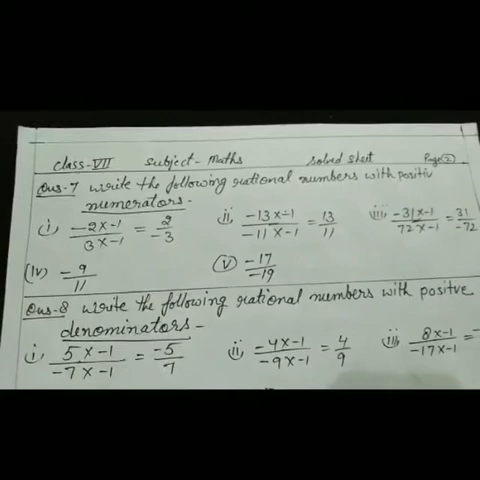 Class-VII Subject- Maths Solved Sheet Page 2
Ques-7 write the following rational numbers with positiv
numerators-
i) -2×-1/3×-1 = 2/-3 ii) -13×-1/-11×-1 = 13/11 iii) -31×-1/72×-1 = 31/-72
(iv) -9/11 (v) -17/-19
Ques-8 write the following rational numbers with positve
denominators-
i) 5×-1/-7×-1 = -5/7 ii) -4×-1/-9×-1 = 4/9 iii) 8×-1/-17×-1 =